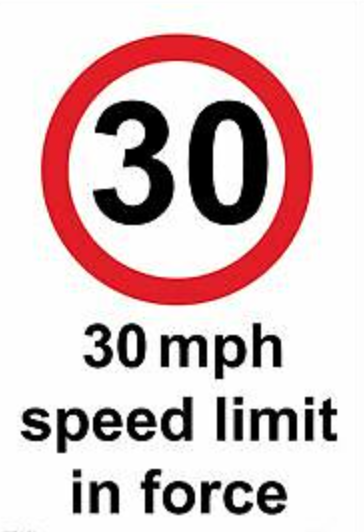 30
30 mph
speed limit
in force